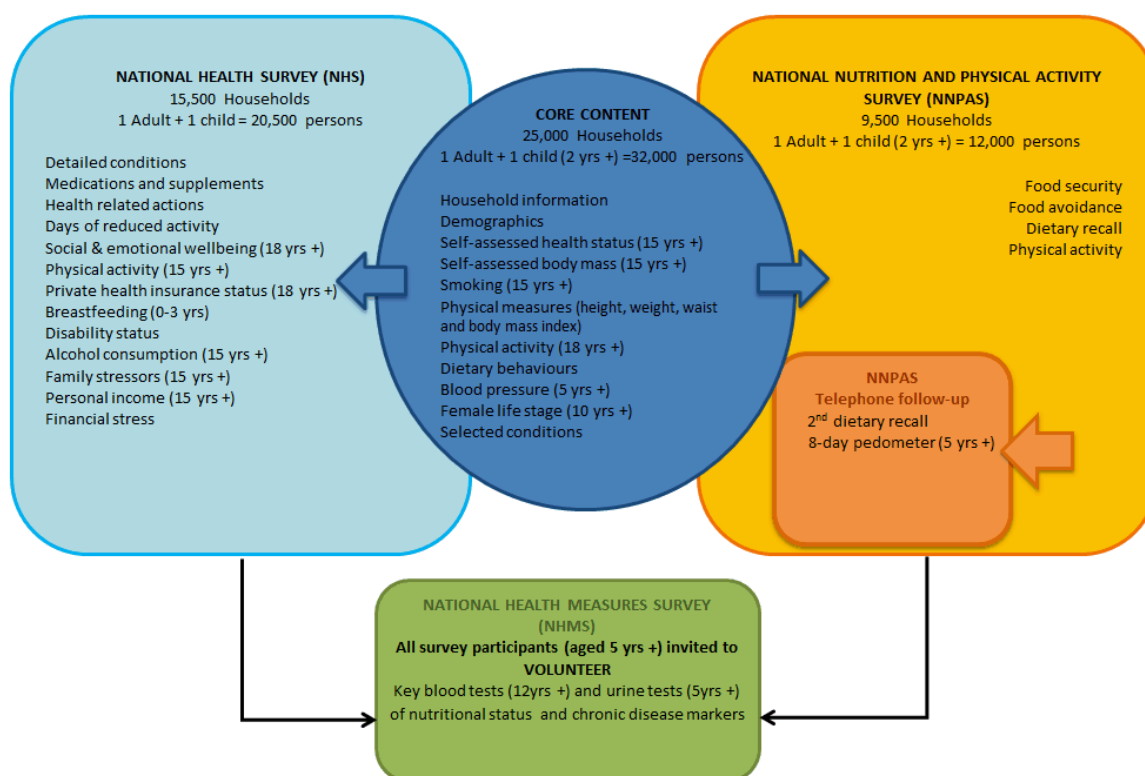 NATIONAL HEALTH SURVEY (NHS)
15,500 Households
1 Adult + 1 child = 20,500 persons
Detailed conditions
Medications and supplements
Health related actions
Days of reduced activity
Social & emotional wellbeing (18 yrs +)
Physical activity (15 yrs +)
Private health insurance status (18 yrs +)
Breastfeeding (0-3 yrs)
Disability status
Alcohol consumption (15 yrs +)
Family stressors (15 yrs +)
Personal income (15 yrs +)
Financial stress
CORE CONTENT
25,000 Households
1 Adult + 1 child (2 yrs +) =32,000 persons
Household information
Demographics
Self-assessed health status (15 yrs +)
Self-assessed body mass (15 yrs +)
Smoking (15 yrs +)
Physical measures (height, weight, waist
and body mass index)
Physical activity (18 yrs +)
Dietary behaviours
Blood pressure (5 yrs +)
Female life stage (10 yrs +)
Selected conditions
NATIONAL NUTRITION AND PHYSICAL ACTIVITY
SURVEY (NNPAS)
9,500 Households
1 Adult + 1 child (2 yrs +) = 12,000 persons
Food security
Food avoidance
Dietary recall
Physical activity
NNPAS
Telephone follow-up
2nd dietary recall
8-day pedometer (5 yrs +)
NATIONAL HEALTH MEASURES SURVEY
(NHMS)
All survey participants (aged 5 yrs +) invited to
VOLUNTEER
Key blood tests (12yrs +) and urine tests (5yrs +)
of nutritional status and chronic disease markers